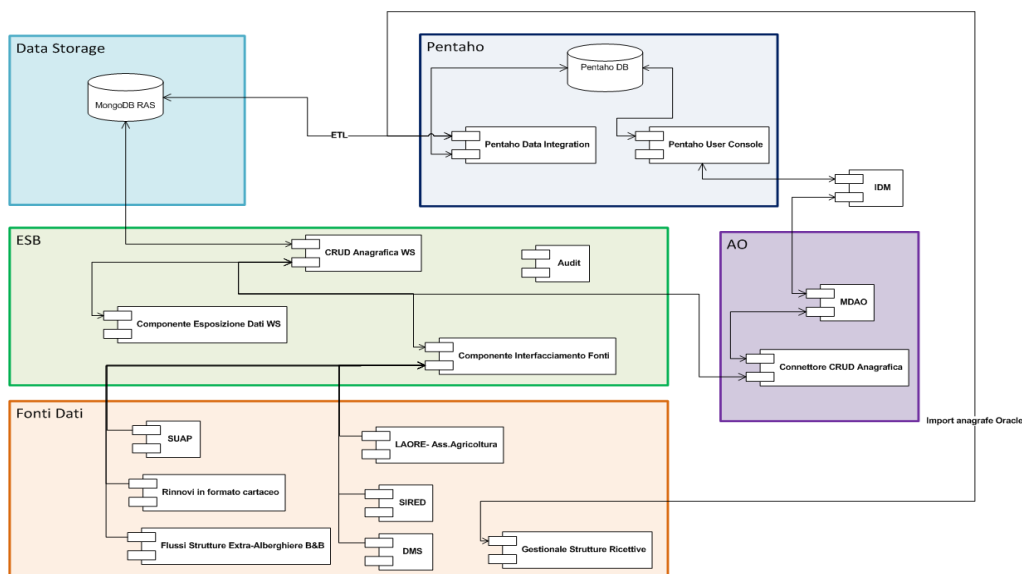 Data Storage
MongoDB RAS
Pentaho
Pentaho DB
ETL
Pentaho Data Integration
Pentaho User Console
IDM
ESB
CRUD Anagrafica WS
Audit
Componente Esposizione Dati WS
Componente Interfacciamento Fonti
AO
MDAO
Connettore CRUD Anagrafica
Import anagrafe Oracle
Fonti Dati
SUAP
LAORE- Ass.Agricoltura
Rinnovi in formato cartaceo
SIRED
Flussi Strutture Extra-Alberghiere B&B
DMS
Gestionale Strutture Ricettive